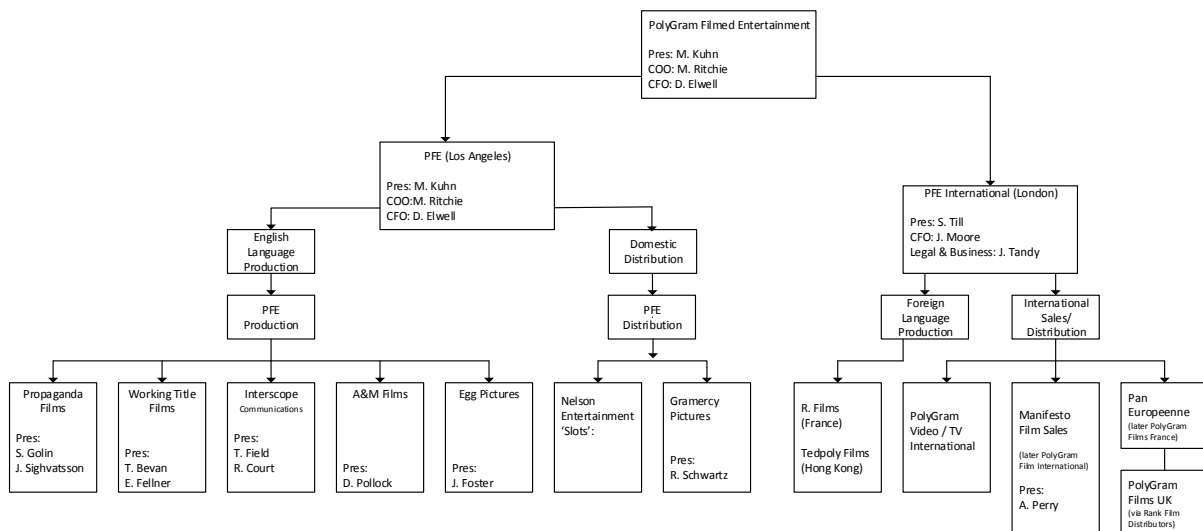 PolyGram Filmed Entertainment
Pres: M. Kuhn
COO: M. Ritchie
CFO: D. Elwell
PFE (Los Angeles)
Pres: M. Kuhn
COO:M. Ritchie
CFO: D. Elwell
PFE International (London)
Pres: S. Till
CFO: J. Moore
Legal & Business: J. Tandy
English
Language
Production
Domestic
Distribution
PFE
Production
PFE
Distribution
Foreign
Language
Production
International
Sales/
Distribution
Propaganda
Films
Pres:
S. Golin
J. Sighvatsson
Working Title
Films
Pres:
T. Bevan
E. Fellner
Interscope
Communications
Pres:
T. Field
R. Court
A&M Films
Pres:
D. Pollock
Egg Pictures
Pres:
J. Foster
Nelson
Entertainment
‘Slots’:
Gramercy
Pictures
Pres:
R. Schwartz
R. Films
(France)
Tedpoly Films
(Hong Kong)
PolyGram
Video / TV
International
Manifesto
Film Sales
(later PolyGram
Film International)
Pres:
A. Perry
Pan
Europeenne
(later PolyGram
Films France)
PolyGram
Films UK
(via Rank Film
Distributors)